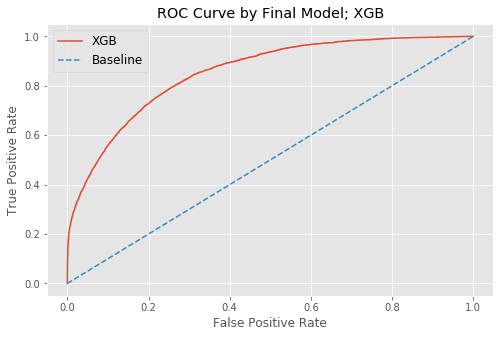 ROC Curve by Final Model; XGB
XGB
Baseline
True Positive Rate
1.0
0.8
0.6
0.4
0.2
0.0
0.0 0.2 0.4 0.6 0.8 1.0
False Positive Rate